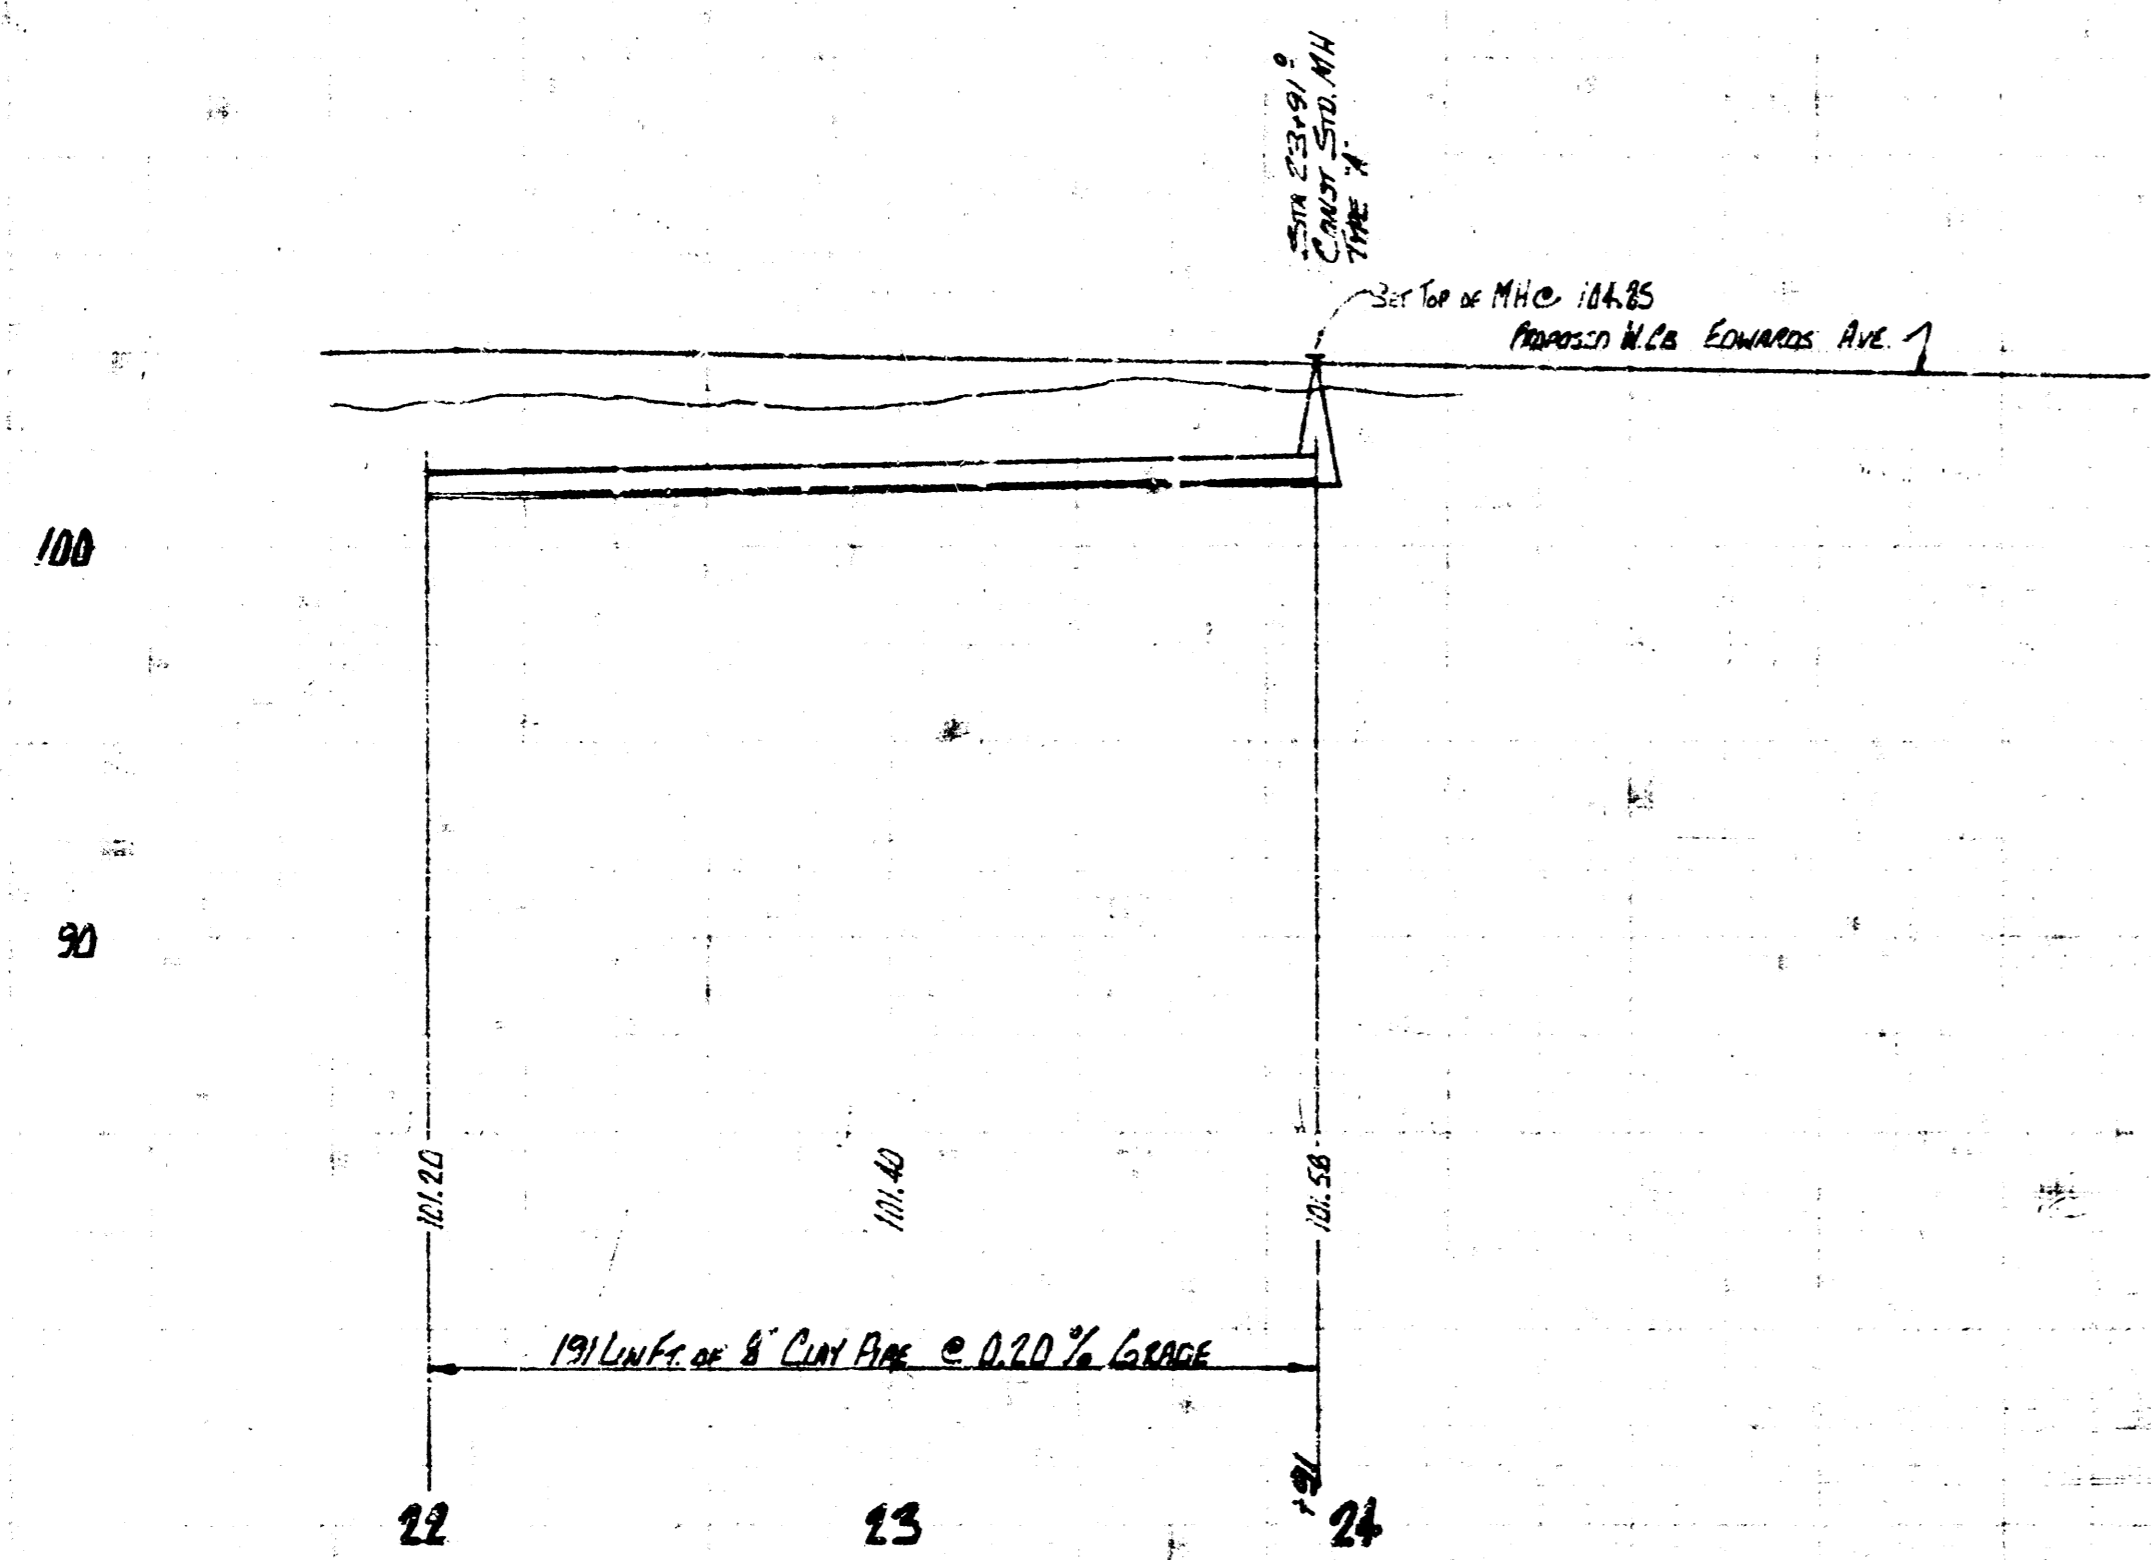 STA 23+91.0
CONST STD. MH
TYPE "A"
SET TOP OF MH @ 104.85
PROPOSED W.CB EDWARDS AVE.
100
90
101.20
101.40
101.58
191 LIN FT. OF 8" CLAY PIPE @ 0.20 % GRADE
+91
22
23
24